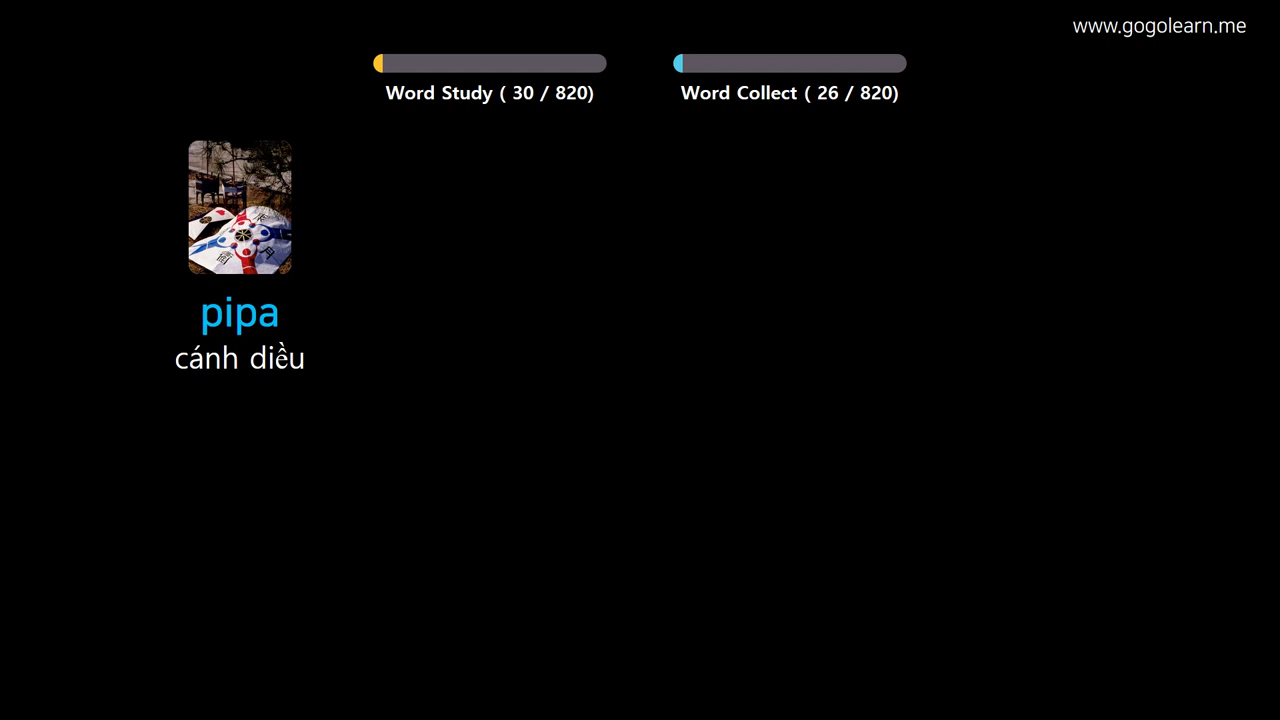 www.gogolearn.me
Word Study ( 30 / 820)
Word Collect ( 26 / 820)
pipa
cánh diều